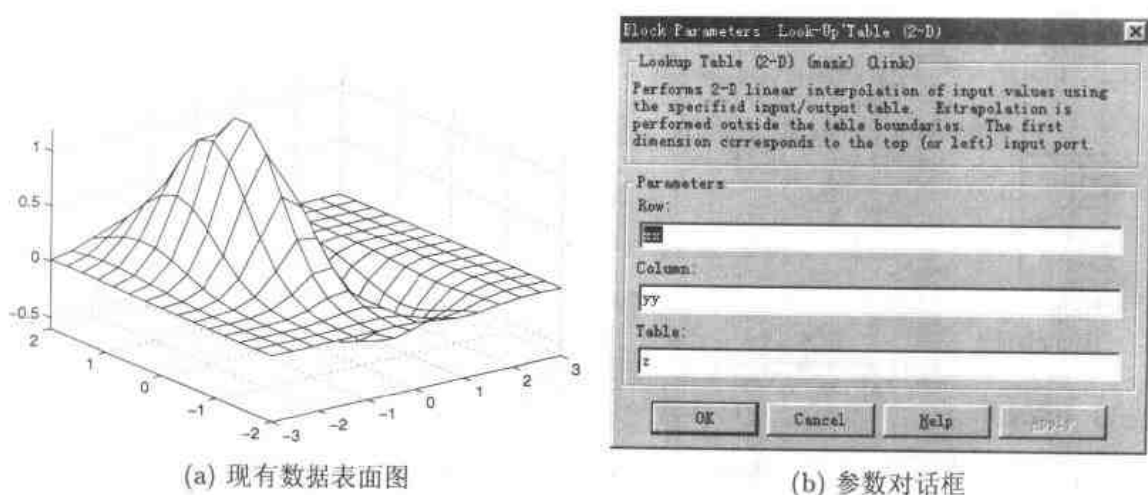 1
0.5
0
-0.5
2
1
0
-1
-2
-3
-2
-1
0
1
2
3
(a) 现有数据表面图
Block Parameters Look-Up Table (2-D)
Lookup Table (2-D) (mask) (link)
Performs 2-D linear interpolation of input values using
the specified input/output table. Extrapolation is
performed outside the table boundaries. The first
dimension corresponds to the top (or left) input port.
Parameters
Row:
xx
Column:
yy
Table:
z
OK
Cancel
Help
Apply
(b) 参数对话框